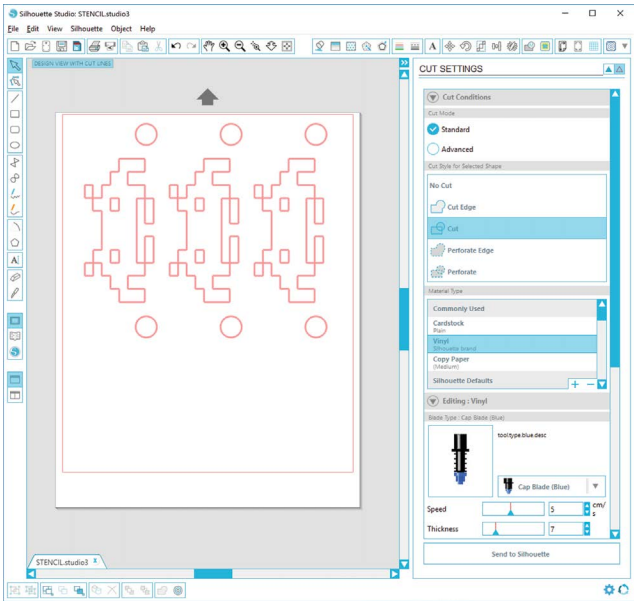 Silhouette Studio: STENCIL.studio3
File Edit View Silhouette Object Help
DESIGN VIEW WITH CUT LINES
CUT SETTINGS
Cut Conditions
Cut Mode
Standard
Advanced
Cut Style for Selected Shape
No Cut
Cut Edge
Cut
Perforate Edge
Perforate
Material Type
Commonly Used
Cardstock
Plain
Vinyl
Silhouette brand
Copy Paper
(Medium)
Silhouette Defaults
Editing : Vinyl
Blade Type : Cap Blade (Blue)
tool.type.blue.desc
Cap Blade (Blue)
Speed 5 cm/
s
Thickness 7
Send to Silhouette
STENCIL.studio3 x